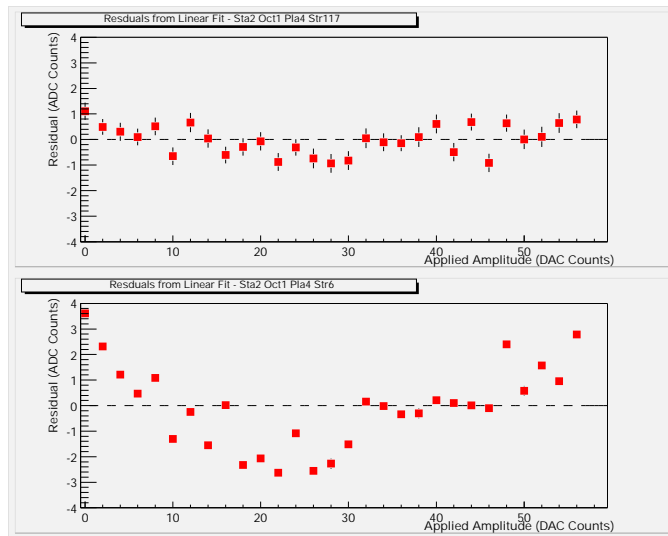 Resduals from Linear Fit - Sta2 Oct1 Pla4 Str117
Residual (ADC Counts)
4
3
2
1
0
-1
-2
-3
-4
0 10 20 30 40 50
Applied Amplitude (DAC Counts)
Resduals from Linear Fit - Sta2 Oct1 Pla4 Str6
Residual (ADC Counts)
4
3
2
1
0
-1
-2
-3
-4
0 10 20 30 40 50
Applied Amplitude (DAC Counts)